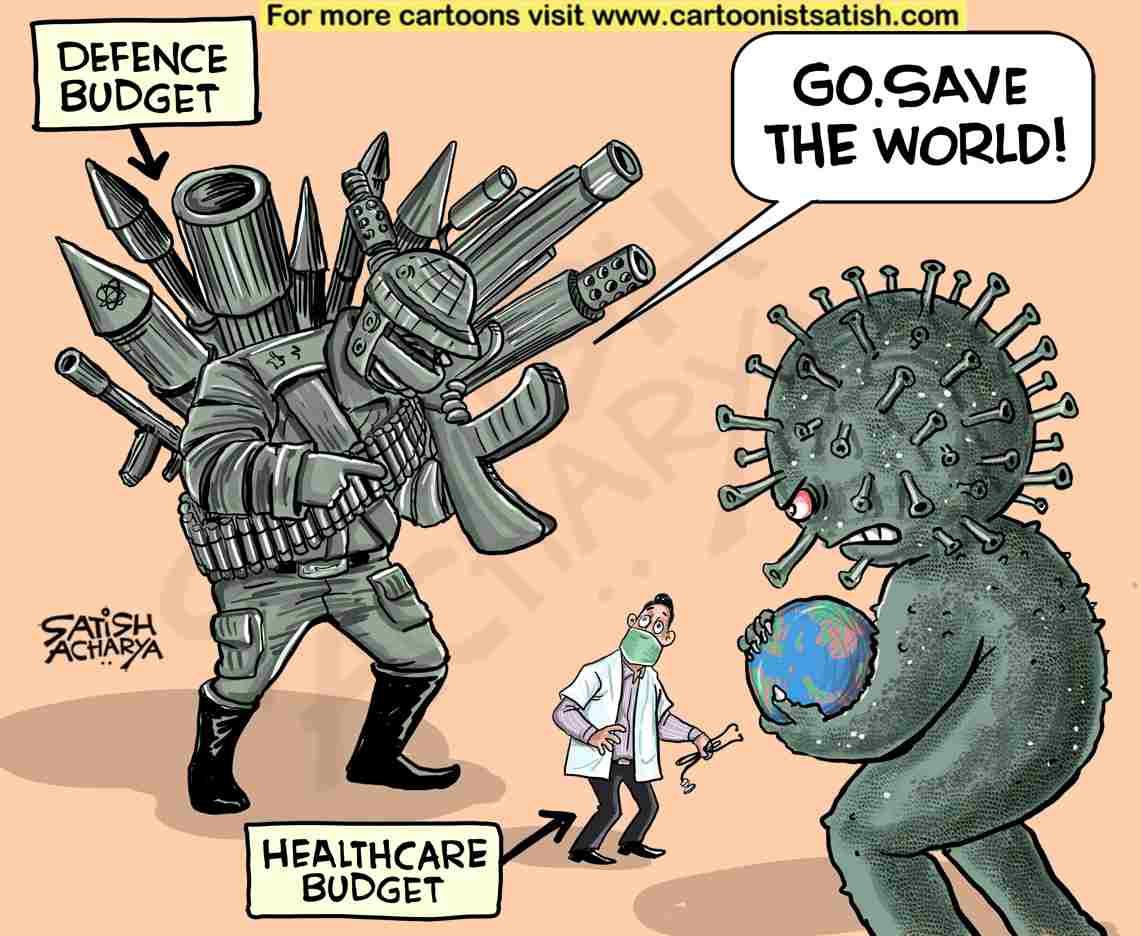 For more cartoons visit www.cartoonistsatish.com
DEFENCE
BUDGET
GO, SAVE
THE WORLD!
SATISH
ACHARYA
SATISH
ACHARYA
HEALTHCARE
BUDGET